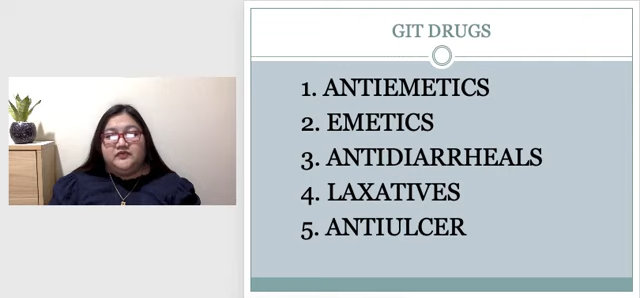 GIT DRUGS
1. ANTIEMETICS
2. EMETICS
3. ANTIDIARRHEALS
4. LAXATIVES
5. ANTIULCER